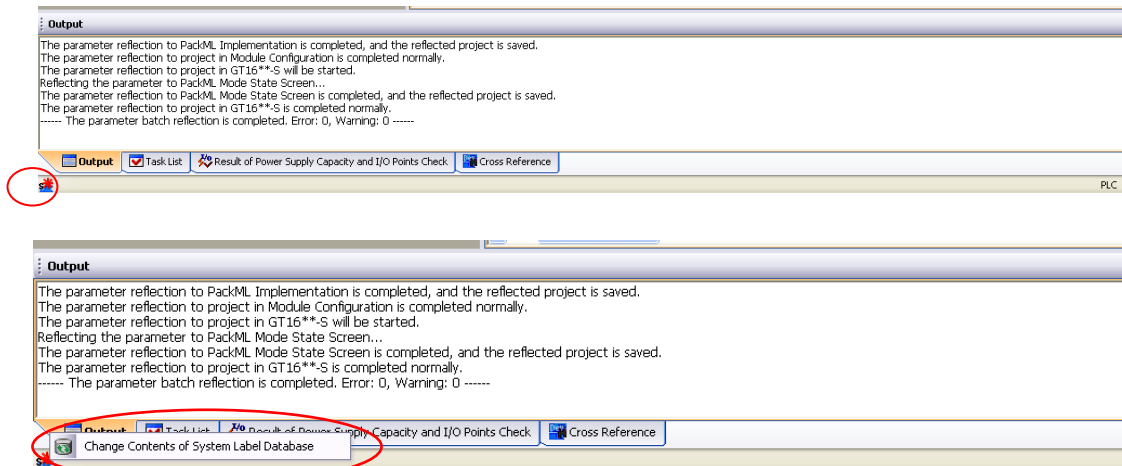 Output
The parameter reflection to PackML Implementation is completed, and the reflected project is saved.
The parameter reflection to project in Module Configuration is completed normally.
The parameter reflection to project in GT16**-S will be started.
Reflecting the parameter to PackML Mode State Screen...
The parameter reflection to PackML Mode State Screen is completed, and the reflected project is saved.
The parameter reflection to project in GT16**-S is completed normally.
------ The parameter batch reflection is completed. Error: 0, Warning: 0 ------
Output Task List Result of Power Supply Capacity and I/O Points Check Cross Reference
PLC
Output
The parameter reflection to PackML Implementation is completed, and the reflected project is saved.
The parameter reflection to project in Module Configuration is completed normally.
The parameter reflection to project in GT16**-S will be started.
Reflecting the parameter to PackML Mode State Screen...
The parameter reflection to PackML Mode State Screen is completed, and the reflected project is saved.
The parameter reflection to project in GT16**-S is completed normally.
------ The parameter batch reflection is completed. Error: 0, Warning: 0 ------
Output Task List Result of Power Supply Capacity and I/O Points Check Cross Reference
Change Contents of System Label Database